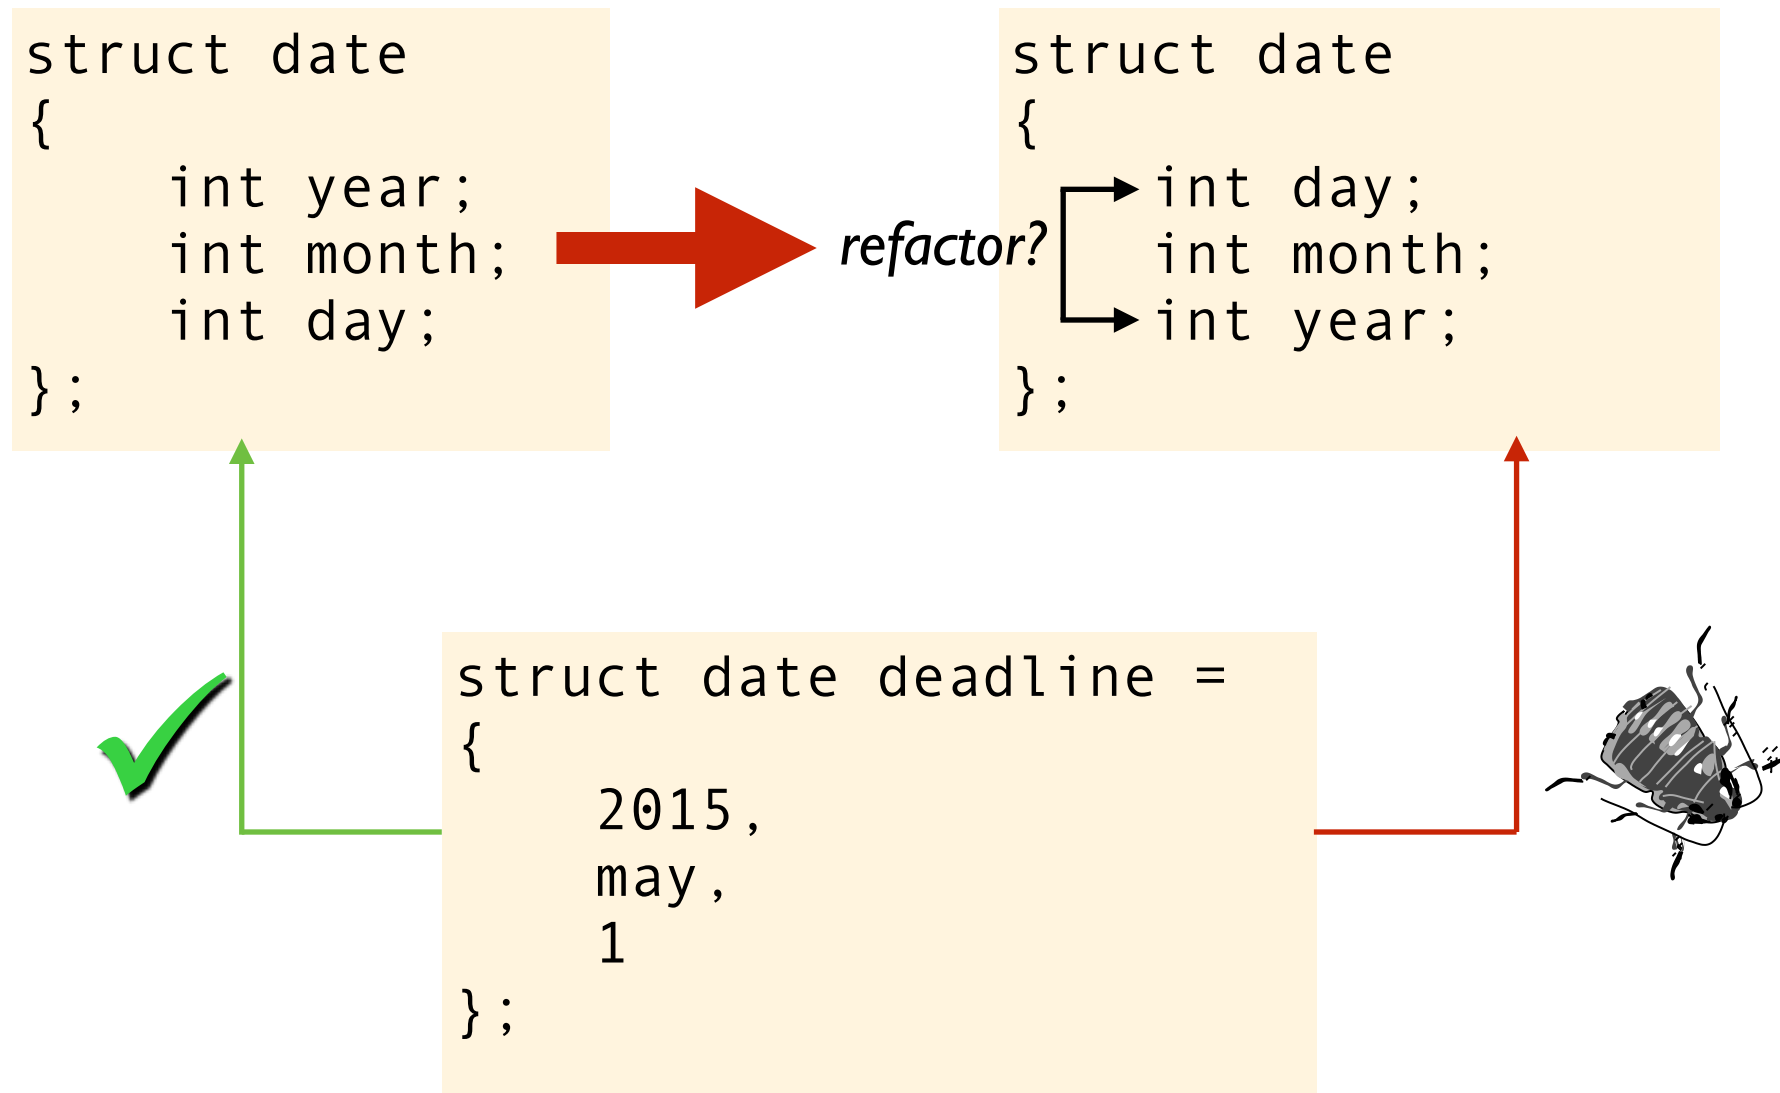 struct date
{
    int year;
    int month;
    int day;
};
refactor?
struct date
{
    int day;
    int month;
    int year;
};
struct date deadline =
{
    2015,
    may,
    1
};